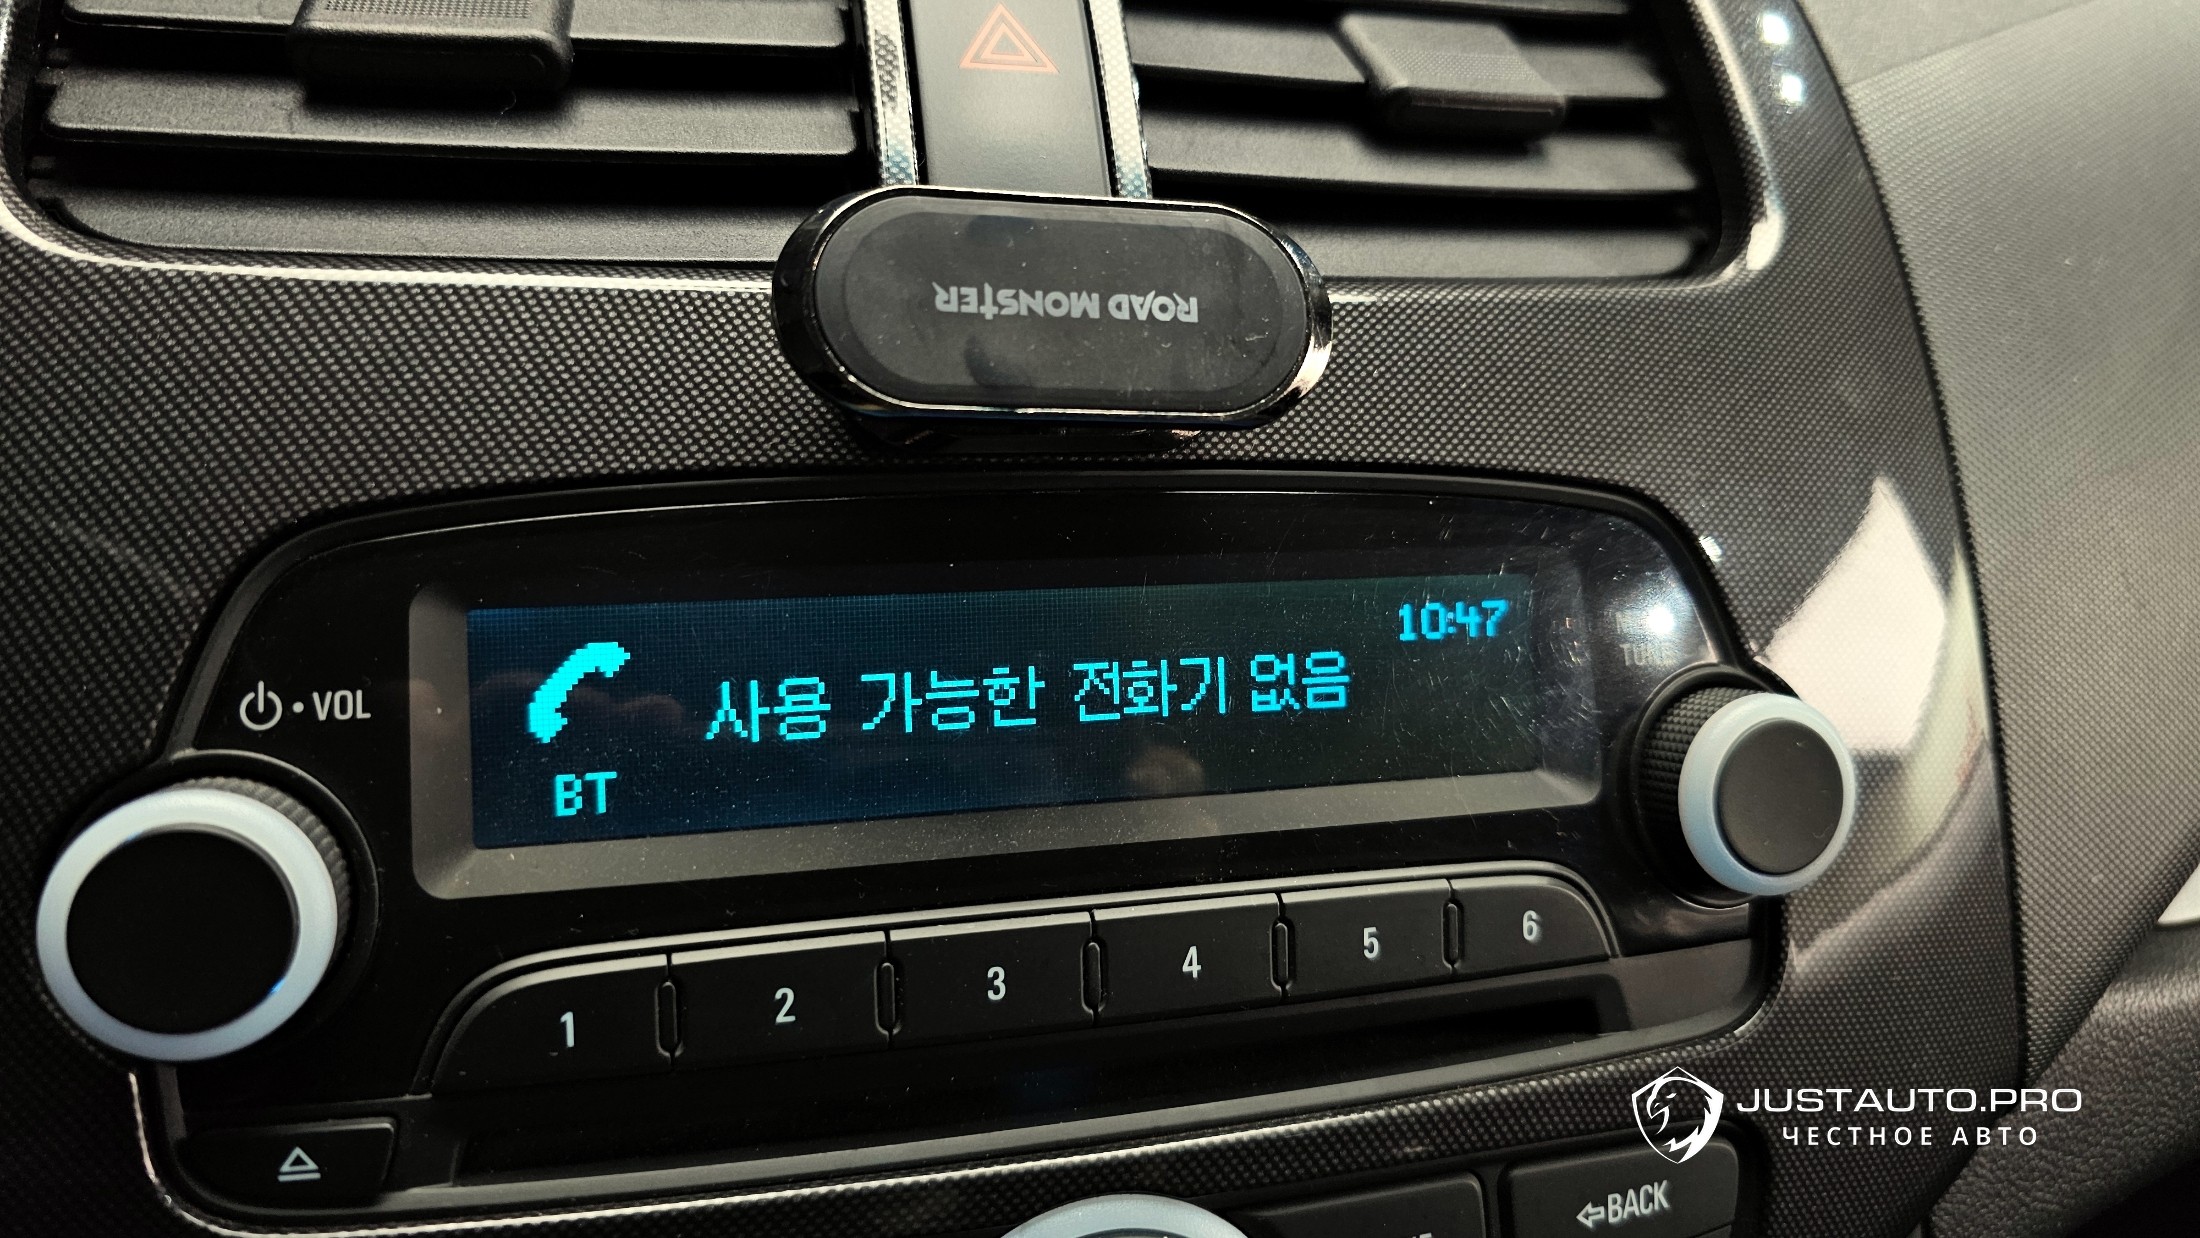 ROAD MONSTER
10:47
사용 가능한 전화기 없음
BT
VOL
TUNE
1 2 3 4 5 6
JUSTAUTO.PRO
ЧЕСТНОЕ АВТО
BACK